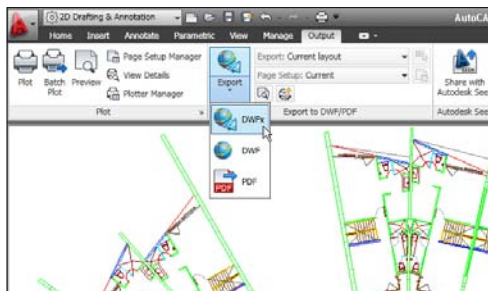 2D Drafting & Annotation
AutoCA
Home Insert Annotate Parametric View Manage Output
Plot
Batch Plot
Preview
Page Setup Manager
View Details
Plotter Manager
Export
Export: Current layout
Page Setup: Current
Share with
Autodesk See
Plot
Export to DWF/PDF
Autodesk See
DWFx
DWF
PDF
PDF